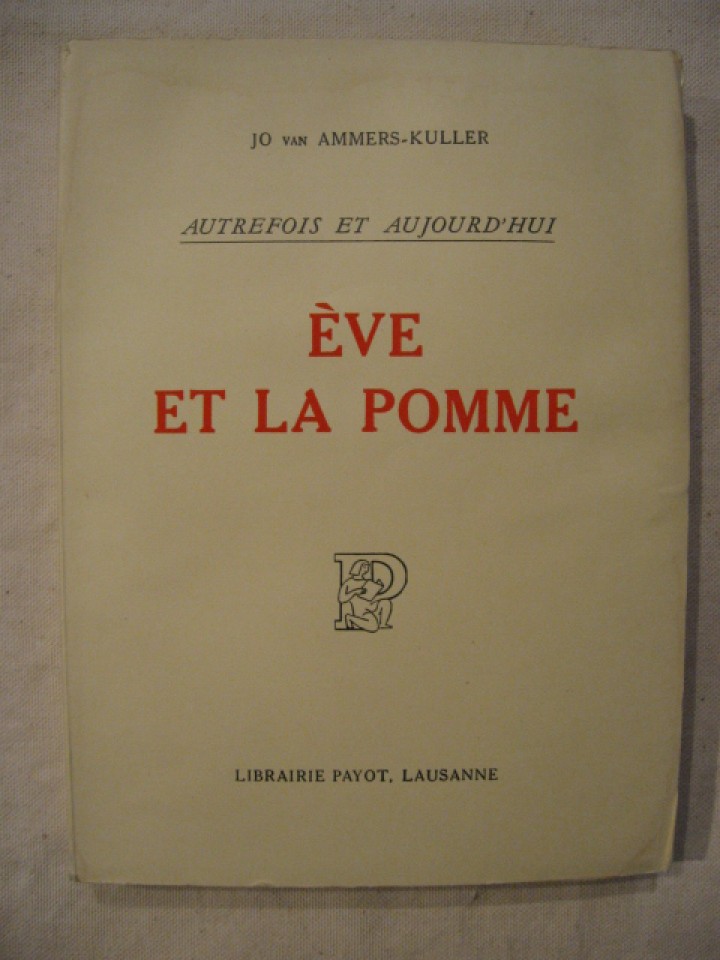 JO VAN AMMERS-KULLER
AUTREFOIS ET AUJOURD'HUI
ÈVE
ET LA POMME
P
LIBRAIRIE PAYOT, LAUSANNE